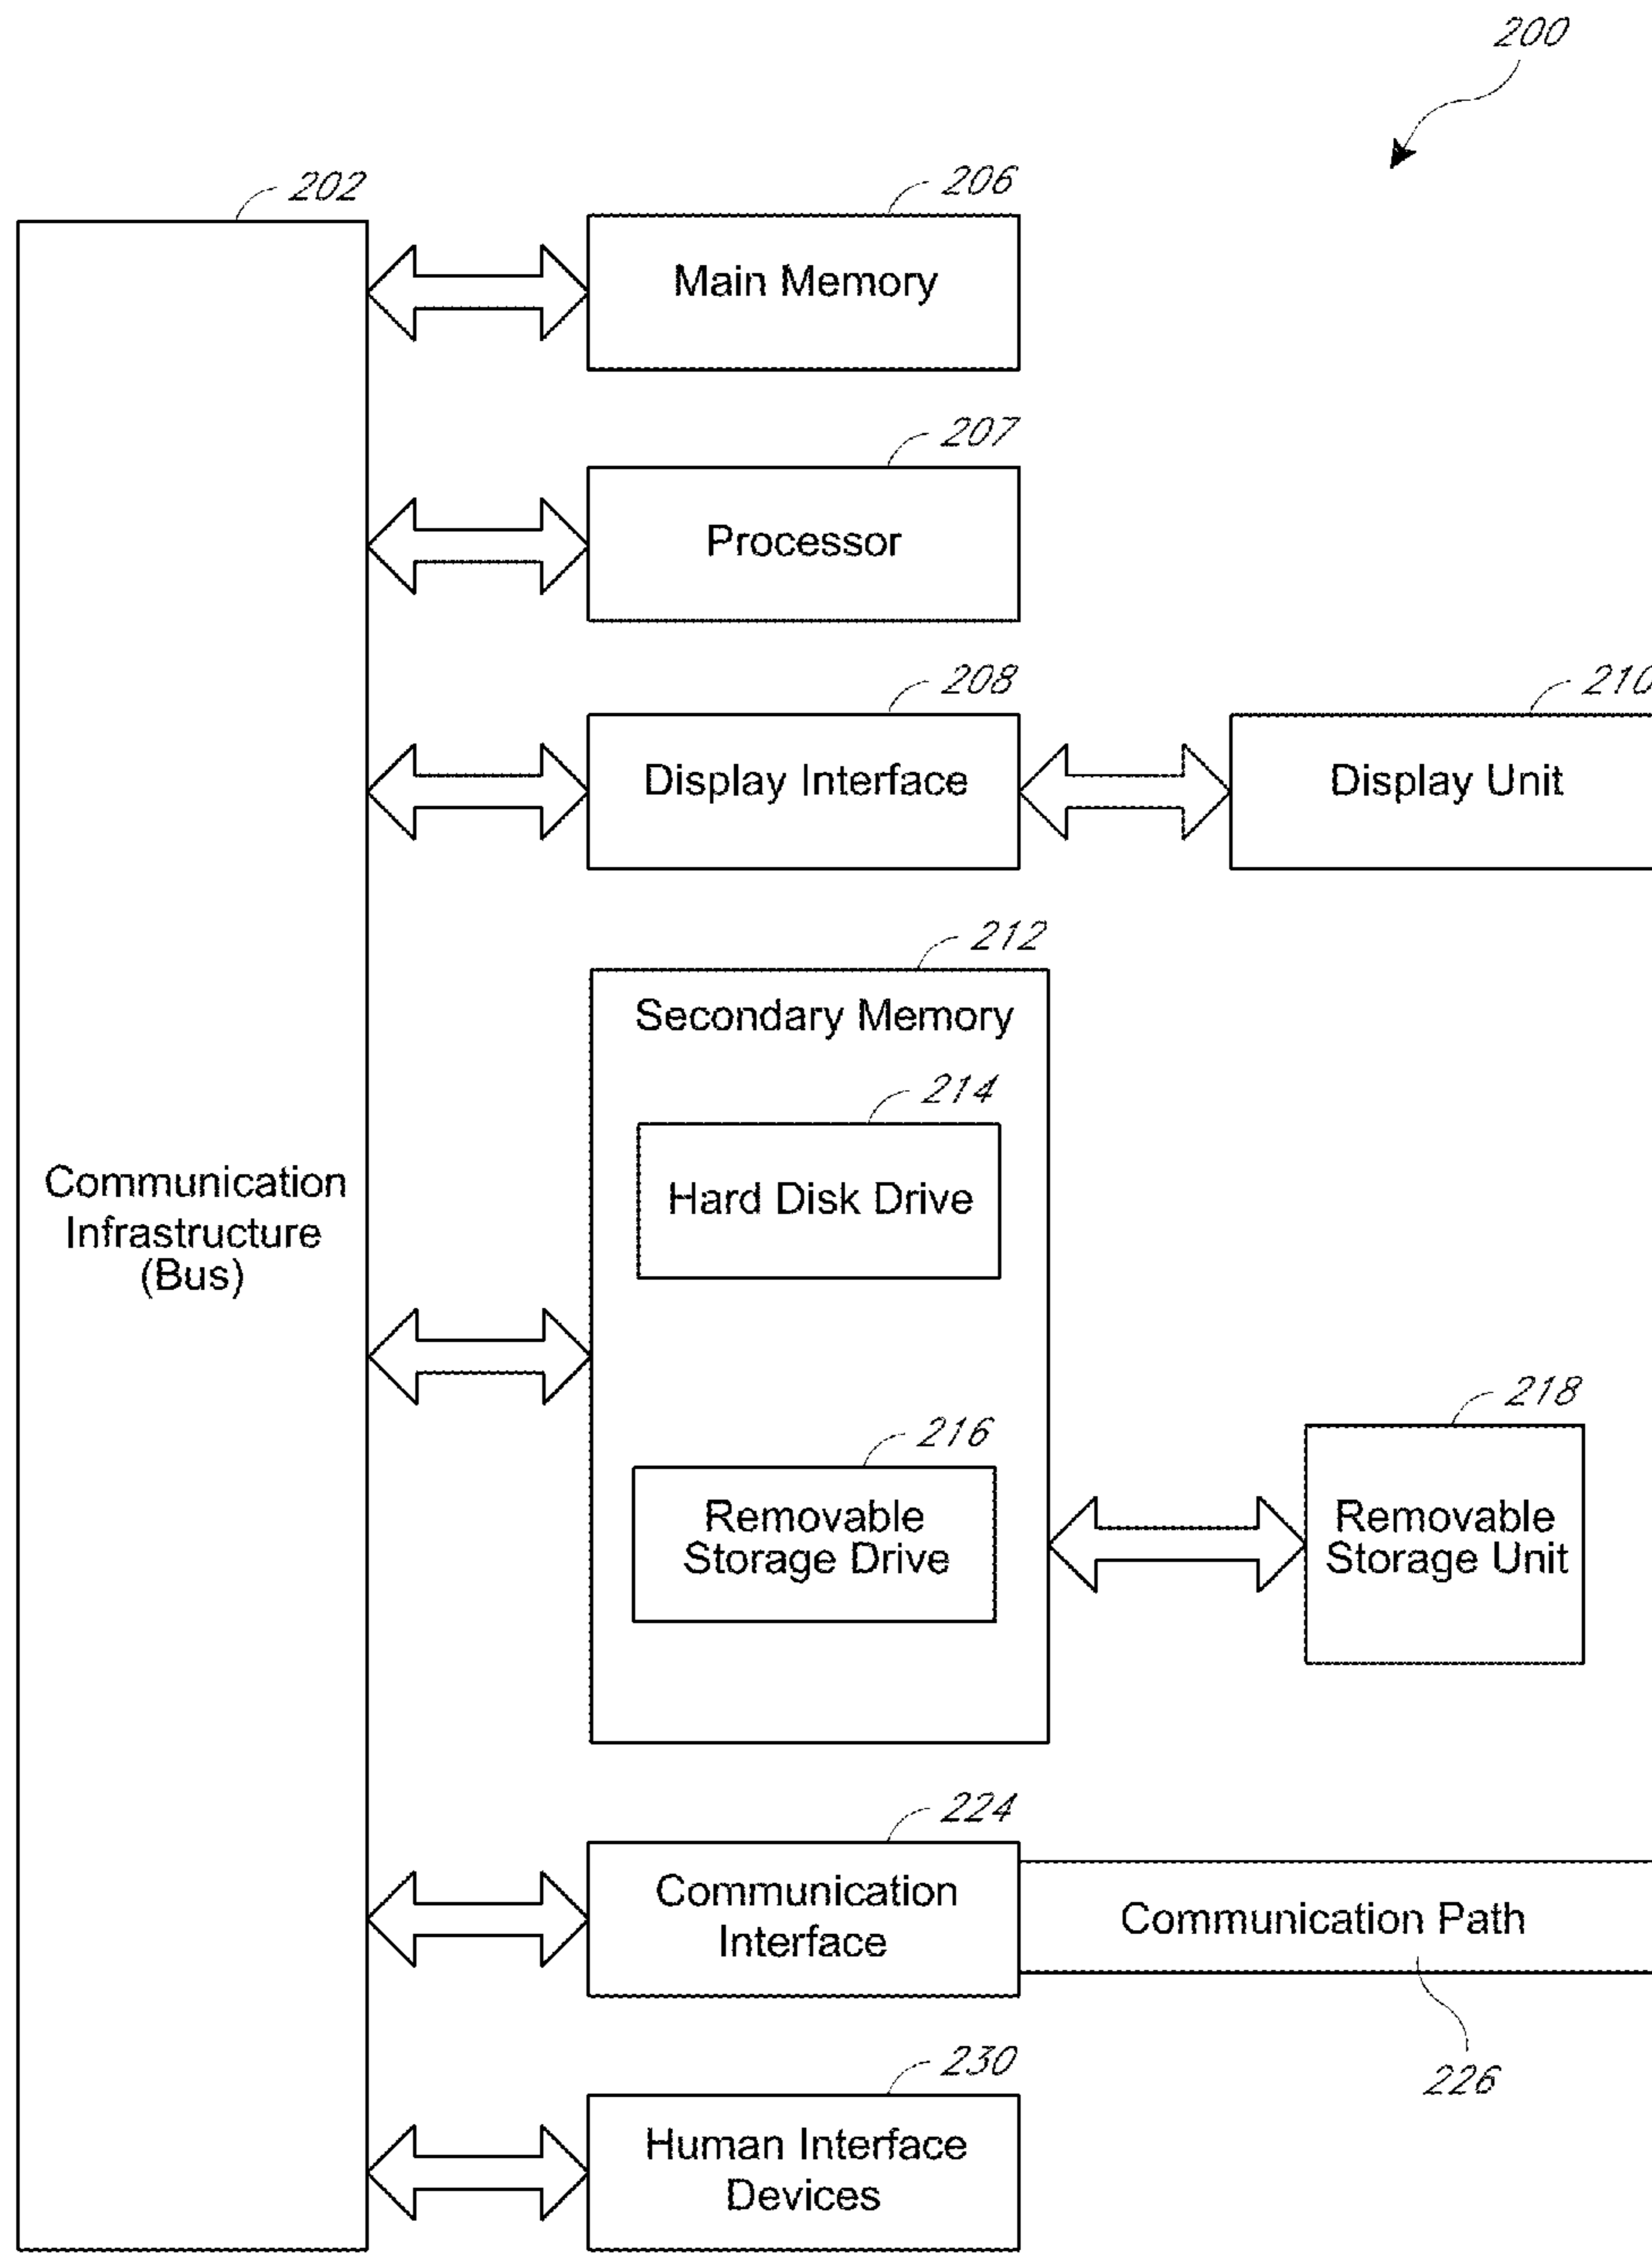 200
202
206
Main Memory
207
Processor
208
210
Display Interface
Display Unit
212
Secondary Memory
214
Hard Disk Drive
Communication
Infrastructure
(Bus)
216
Removable
Storage Drive
218
Removable
Storage Unit
224
Communication
Interface
Communication Path
226
230
Human Interface
Devices